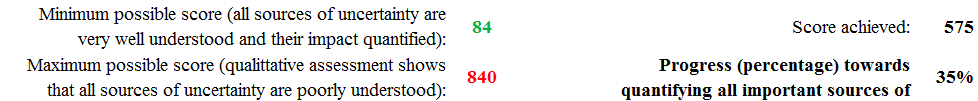 Minimum possible score (all sources of uncertainty are
very well understood and their impact quantified):
84
Score achieved:
575
Maximum possible score (qualittative assessment shows
that all sources of uncertainty are poorly understood):
840
Progress (percentage) towards
quantifying all important sources of
35%